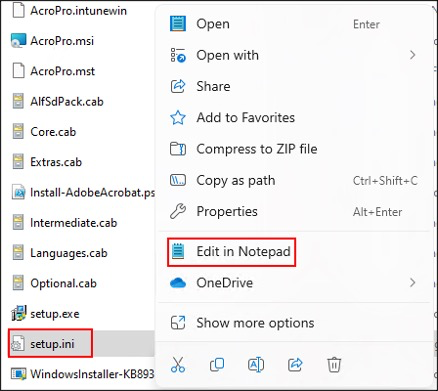 AcroPro.intunewin
AcroPro.msi
AcroPro.mst
AlfSdPack.cab
Core.cab
Extras.cab
Install-AdobeAcrobat.ps
Intermediate.cab
Languages.cab
Optional.cab
setup.exe
setup.ini
WindowsInstaller-KB893
Open Enter
Open with
Share
Add to Favorites
Compress to ZIP file
Copy as path Ctrl+Shift+C
Properties Alt+Enter
Edit in Notepad
OneDrive
Show more options